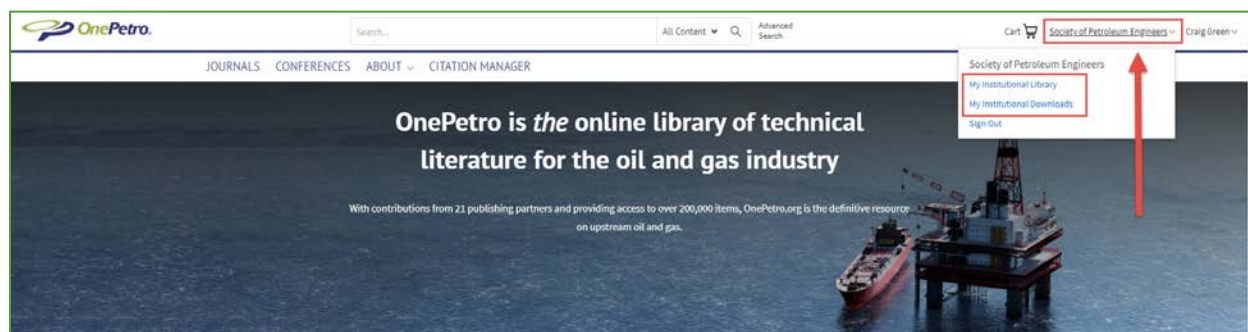 OnePetro.
Search...
All Content
Advanced
Search
Cart
Society of Petroleum Engineers
Craig Green
JOURNALS CONFERENCES ABOUT CITATION MANAGER
Society of Petroleum Engineers
My Institutional Library
My Institutional Downloads
Sign Out
OnePetro is the online library of technical
literature for the oil and gas industry
With contributions from 21 publishing partners and providing access to over 200,000 items, OnePetro.org is the definitive resource
on upstream oil and gas.